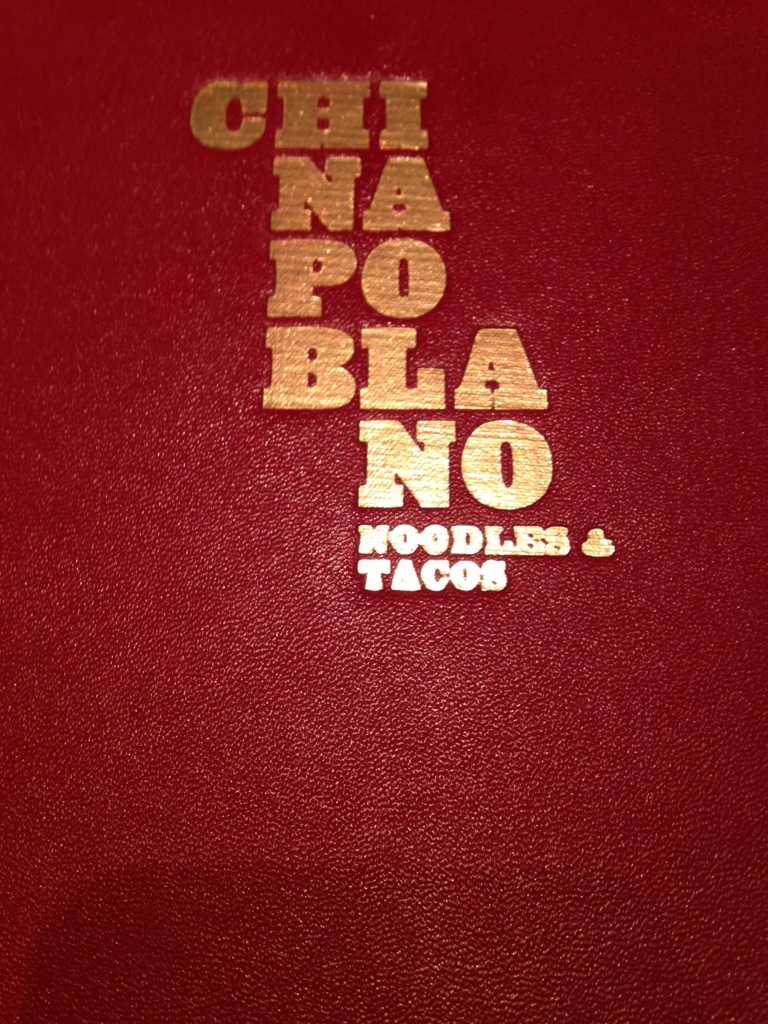 CHI
NA
PO
BLA
NO
NOODLES &
TACOS